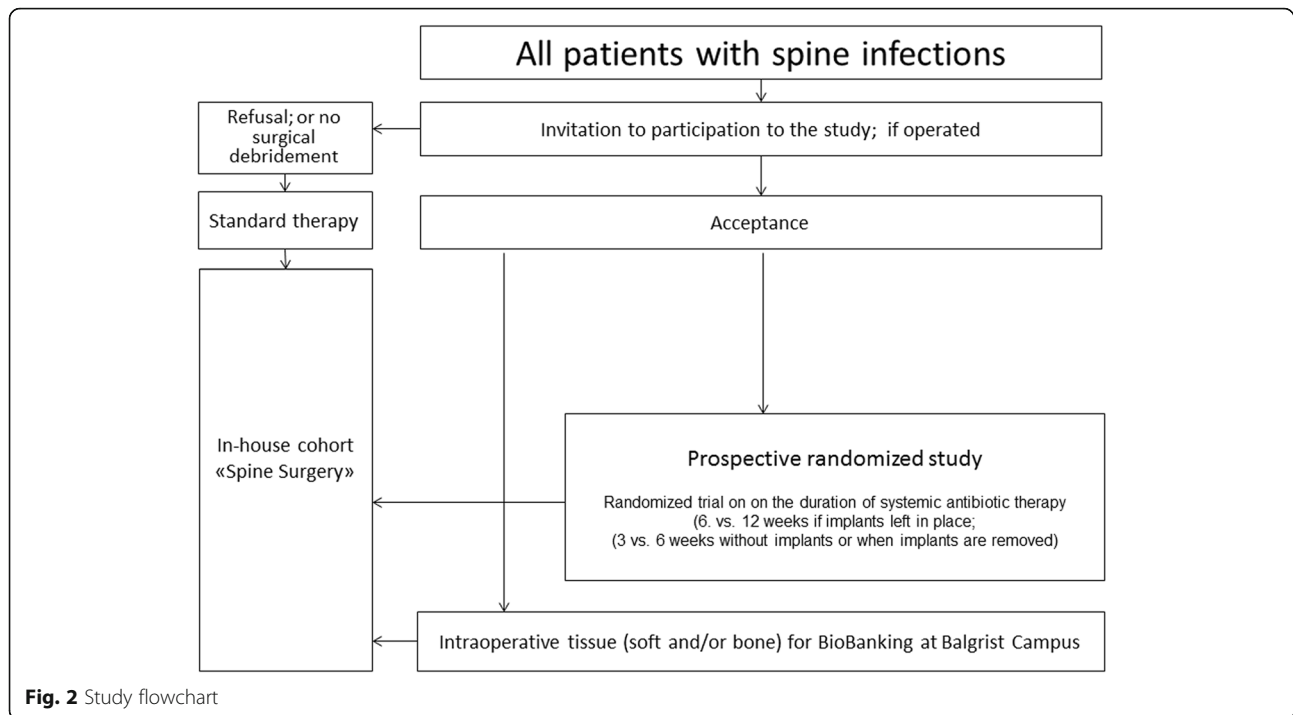 All patients with spine infections
Refusal; or no
surgical
debridement
Invitation to participation to the study; if operated
Standard therapy
Acceptance
In-house cohort
«Spine Surgery»
Prospective randomized study
Randomized trial on on the duration of systemic antibiotic therapy
(6. vs. 12 weeks if implants left in place;
(3 vs. 6 weeks without implants or when implants are removed)
Intraoperative tissue (soft and/or bone) for BioBanking at Balgrist Campus
Fig. 2 Study flowchart